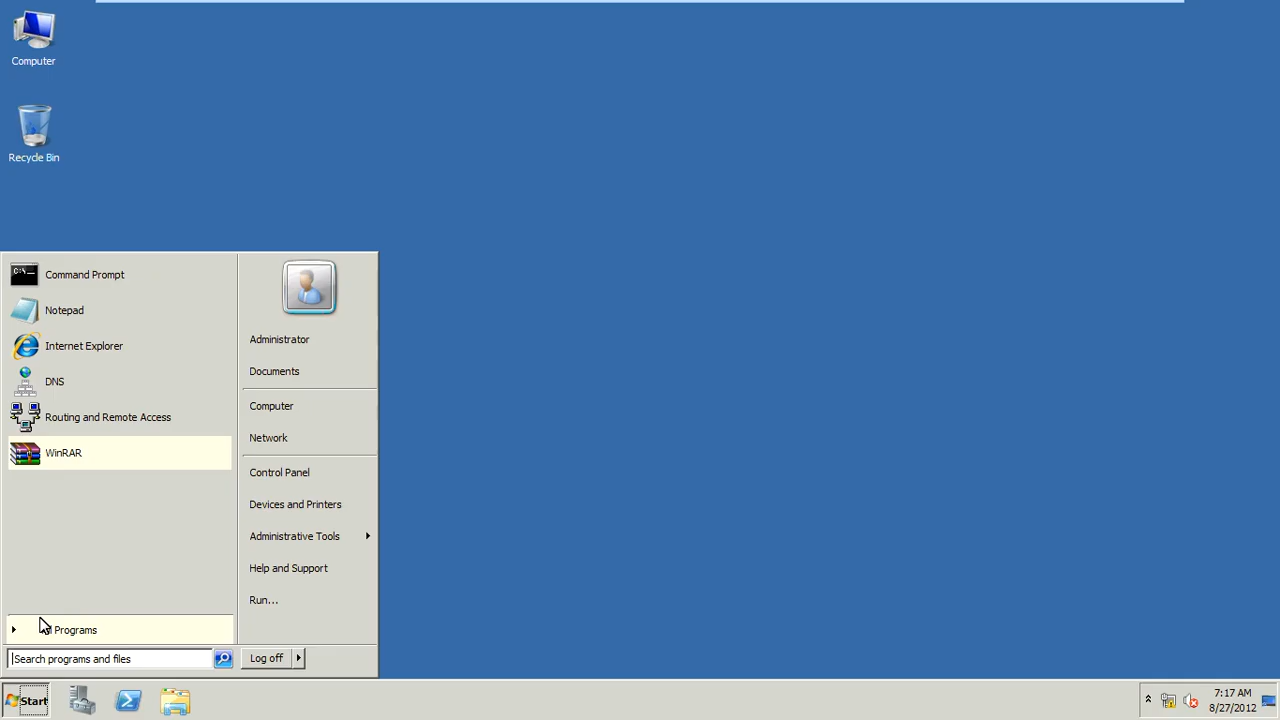 Computer
Recycle Bin
Command Prompt
Notepad
Internet Explorer
DNS
Routing and Remote Access
WinRAR
Programs
Search programs and files
Administrator
Documents
Computer
Network
Control Panel
Devices and Printers
Administrative Tools
Help and Support
Run...
Log off
Start
7:17 AM
8/27/2012